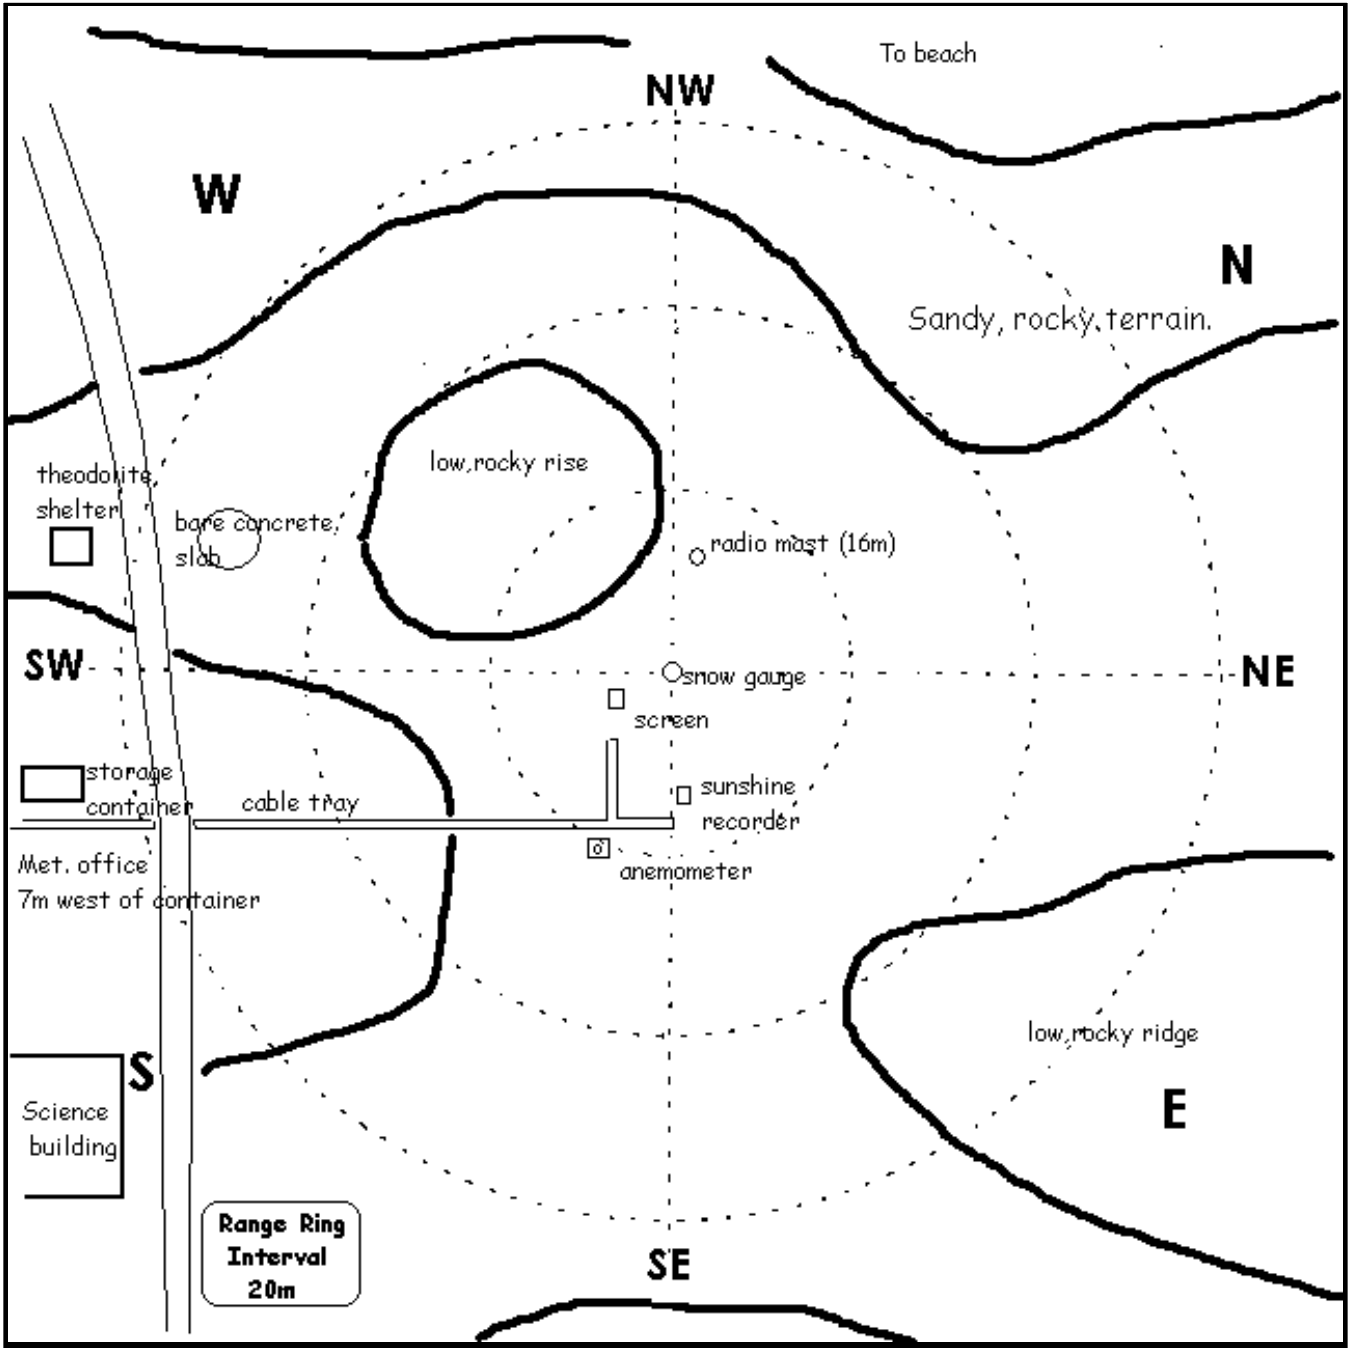 To beach
NW
W
N
Sandy, rocky terrain.
low,rocky rise
theodolite
shelter
bare concrete
slab
radio mast (16m)
SW
snow gauge
NE
screen
storage
container
cable tray
sunshine
recorder
Met. office
7m west of container
anemometer
low,rocky ridge
S
E
Science
building
Range Ring
Interval
20m
SE